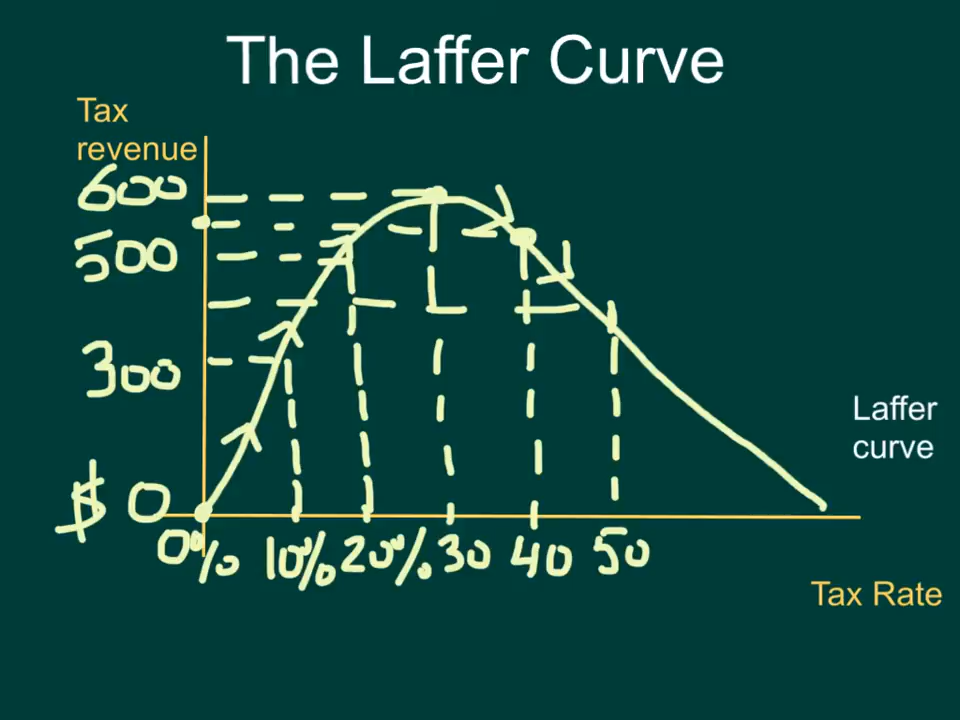 The Laffer Curve
Tax
revenue
600
500
300
$0
0% 10% 20% 30 40 50
Laffer
curve
Tax Rate